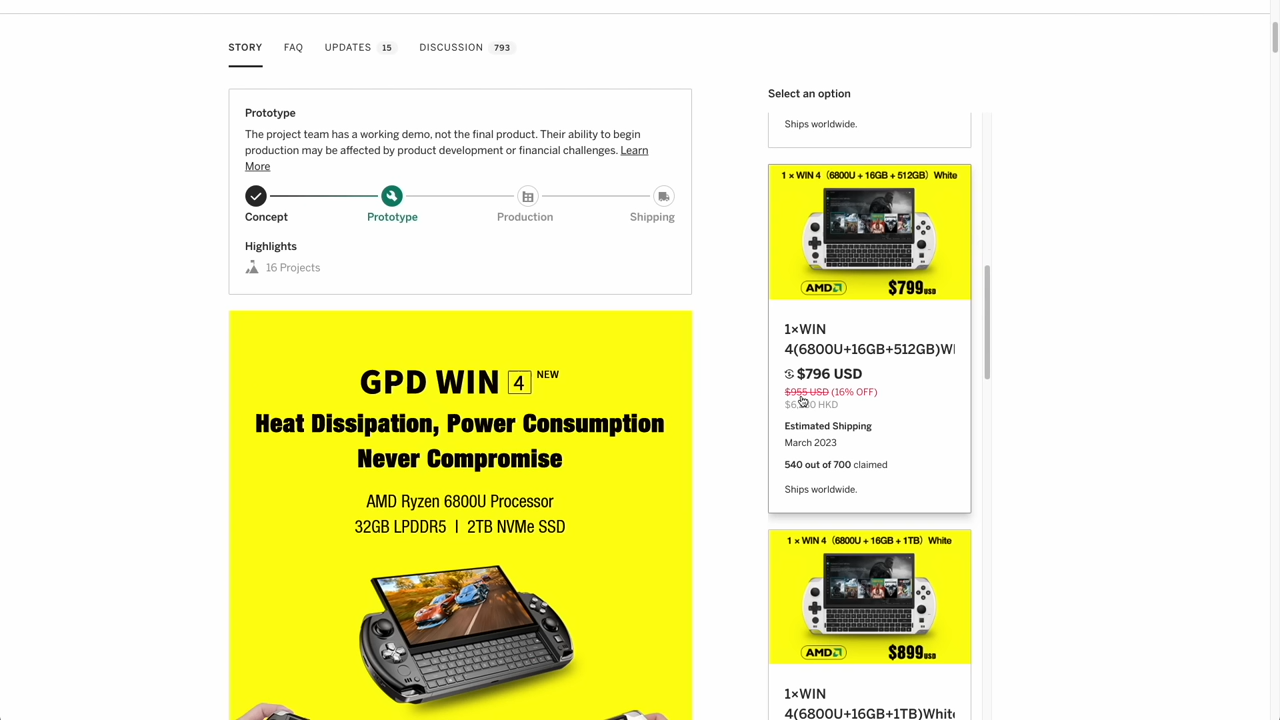 STORY
FAQ
UPDATES 15
DISCUSSION 793
Prototype
The project team has a working demo, not the final product. Their ability to begin
production may be affected by product development or financial challenges. Learn
More
Concept
Prototype
Production
Shipping
Highlights
16 Projects
GPD WIN 4 NEW
Heat Dissipation, Power Consumption
Never Compromise
AMD Ryzen 6800U Processor
32GB LPDDR5 | 2TB NVMe SSD
Select an option
Ships worldwide.
1 × WIN 4（6800U + 16GB + 512GB）White
AMD
$799USD
1×WIN
4(6800U+16GB+512GB)W
$796 USD
$955 USD (16% OFF)
HKD
Estimated Shipping
March 2023
540 out of 700 claimed
Ships worldwide.
1 × WIN 4（6800U + 16GB + 1TB）White
AMD
$899USD
1×WIN
4(6800U+16GB+1TB)White